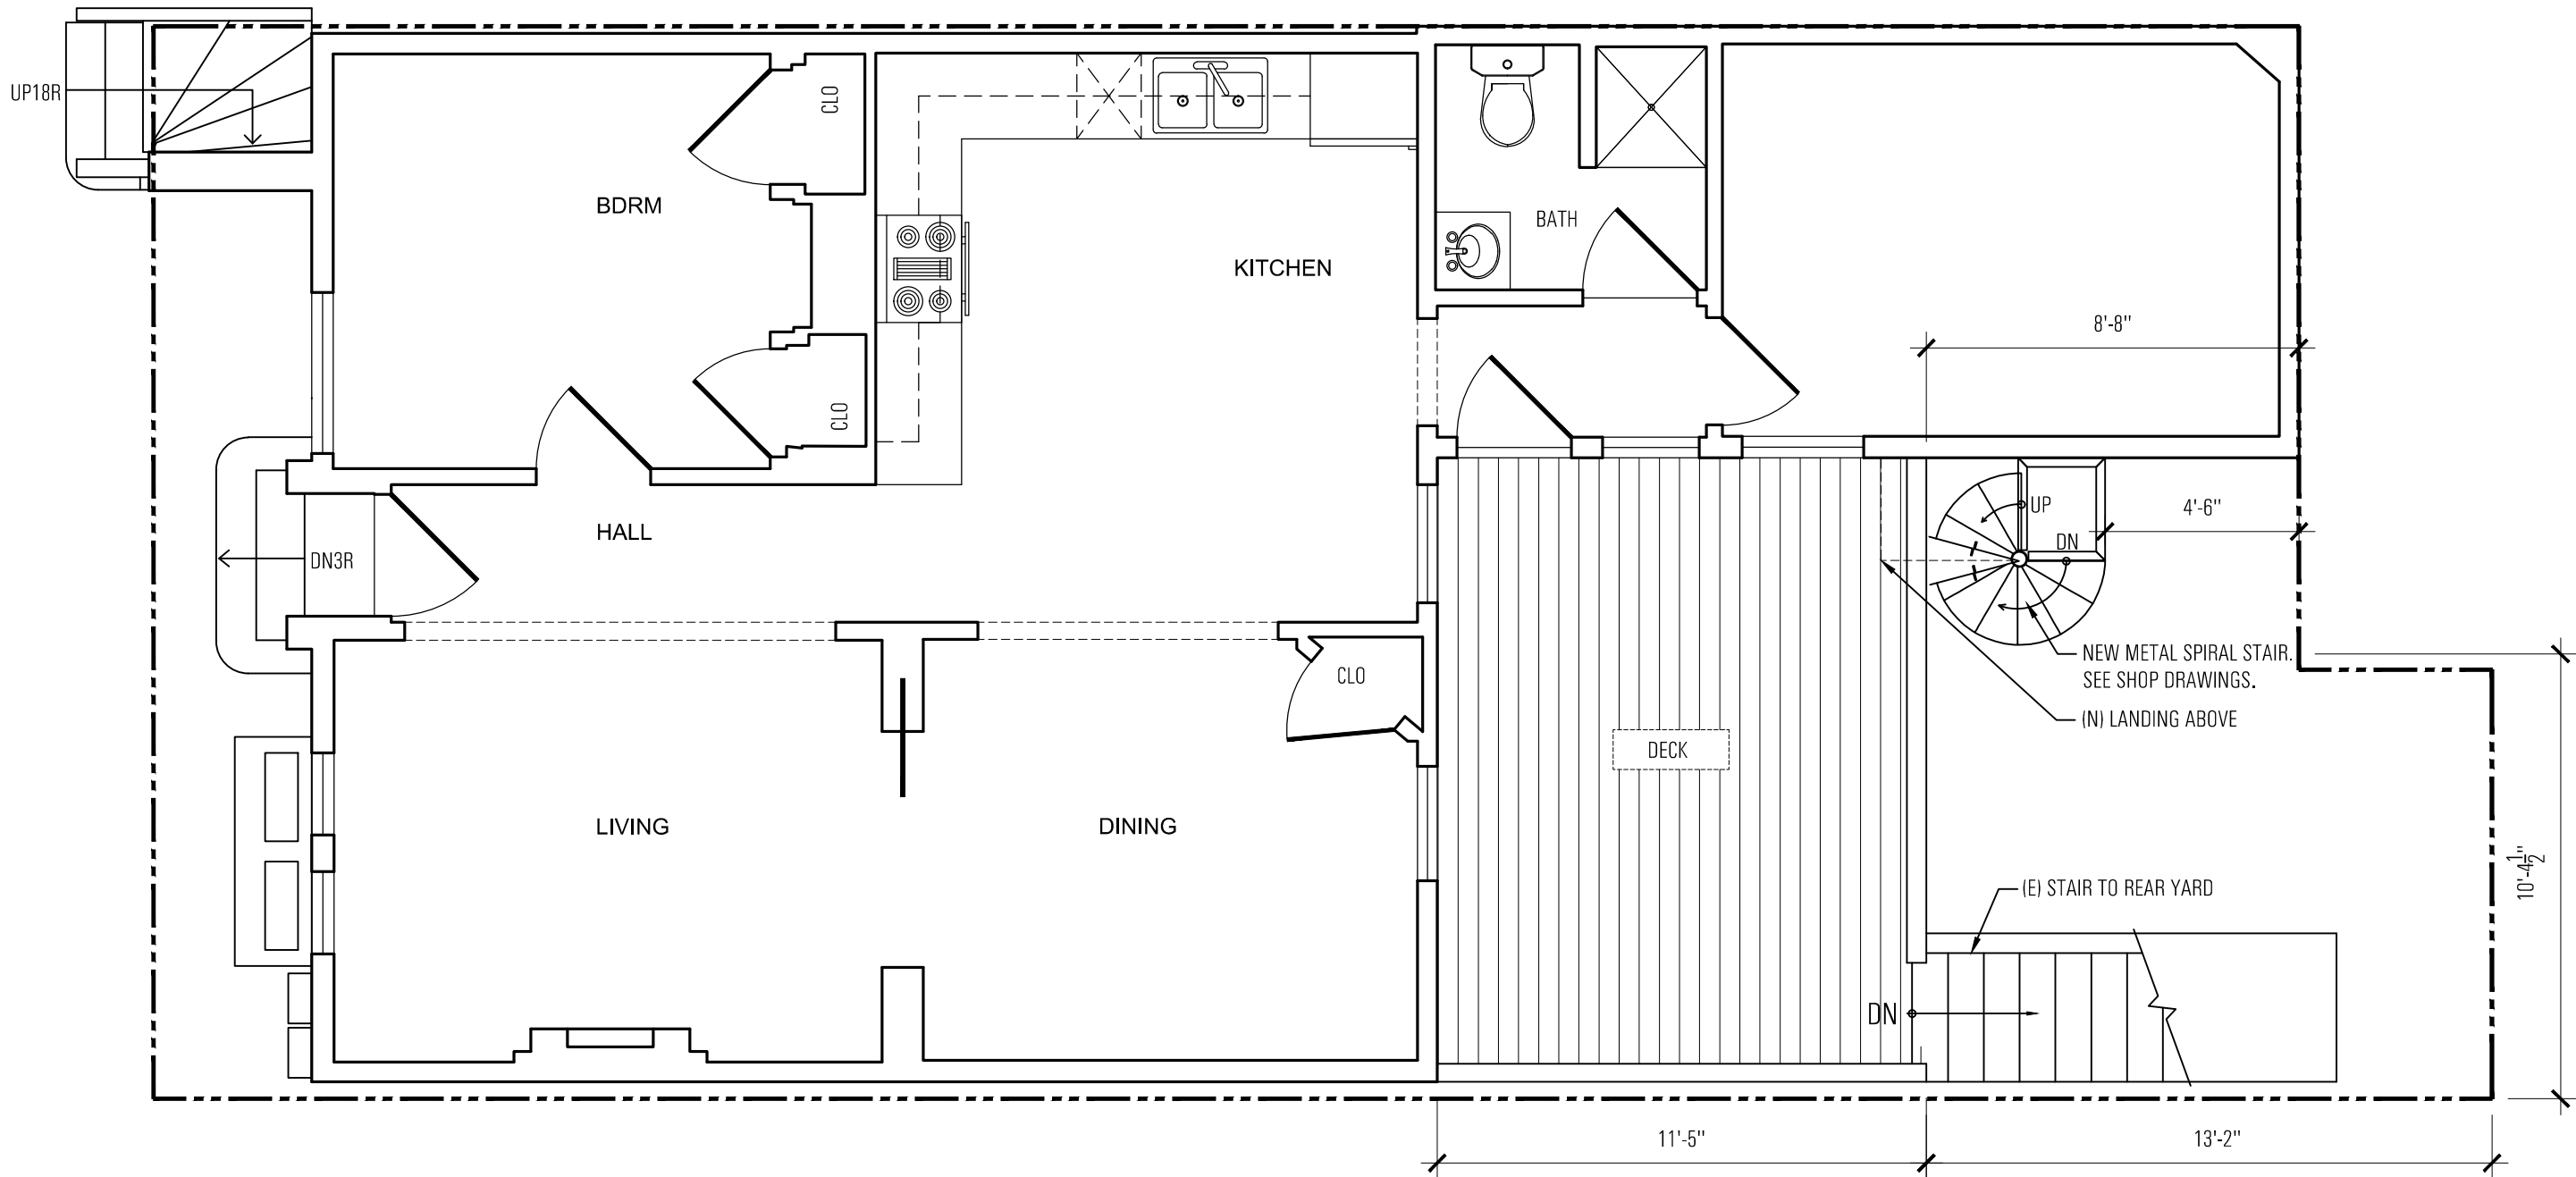 UP18R
CLO
BDRM
BATH
KITCHEN
8'-8"
CLO
UP
4'-6"
HALL
DN
DN3R
NEW METAL SPIRAL STAIR.
SEE SHOP DRAWINGS.
CLO
(N) LANDING ABOVE
DECK
LIVING
DINING
10'-4 1/2"
(E) STAIR TO REAR YARD
DN
11'-5"
13'-2"